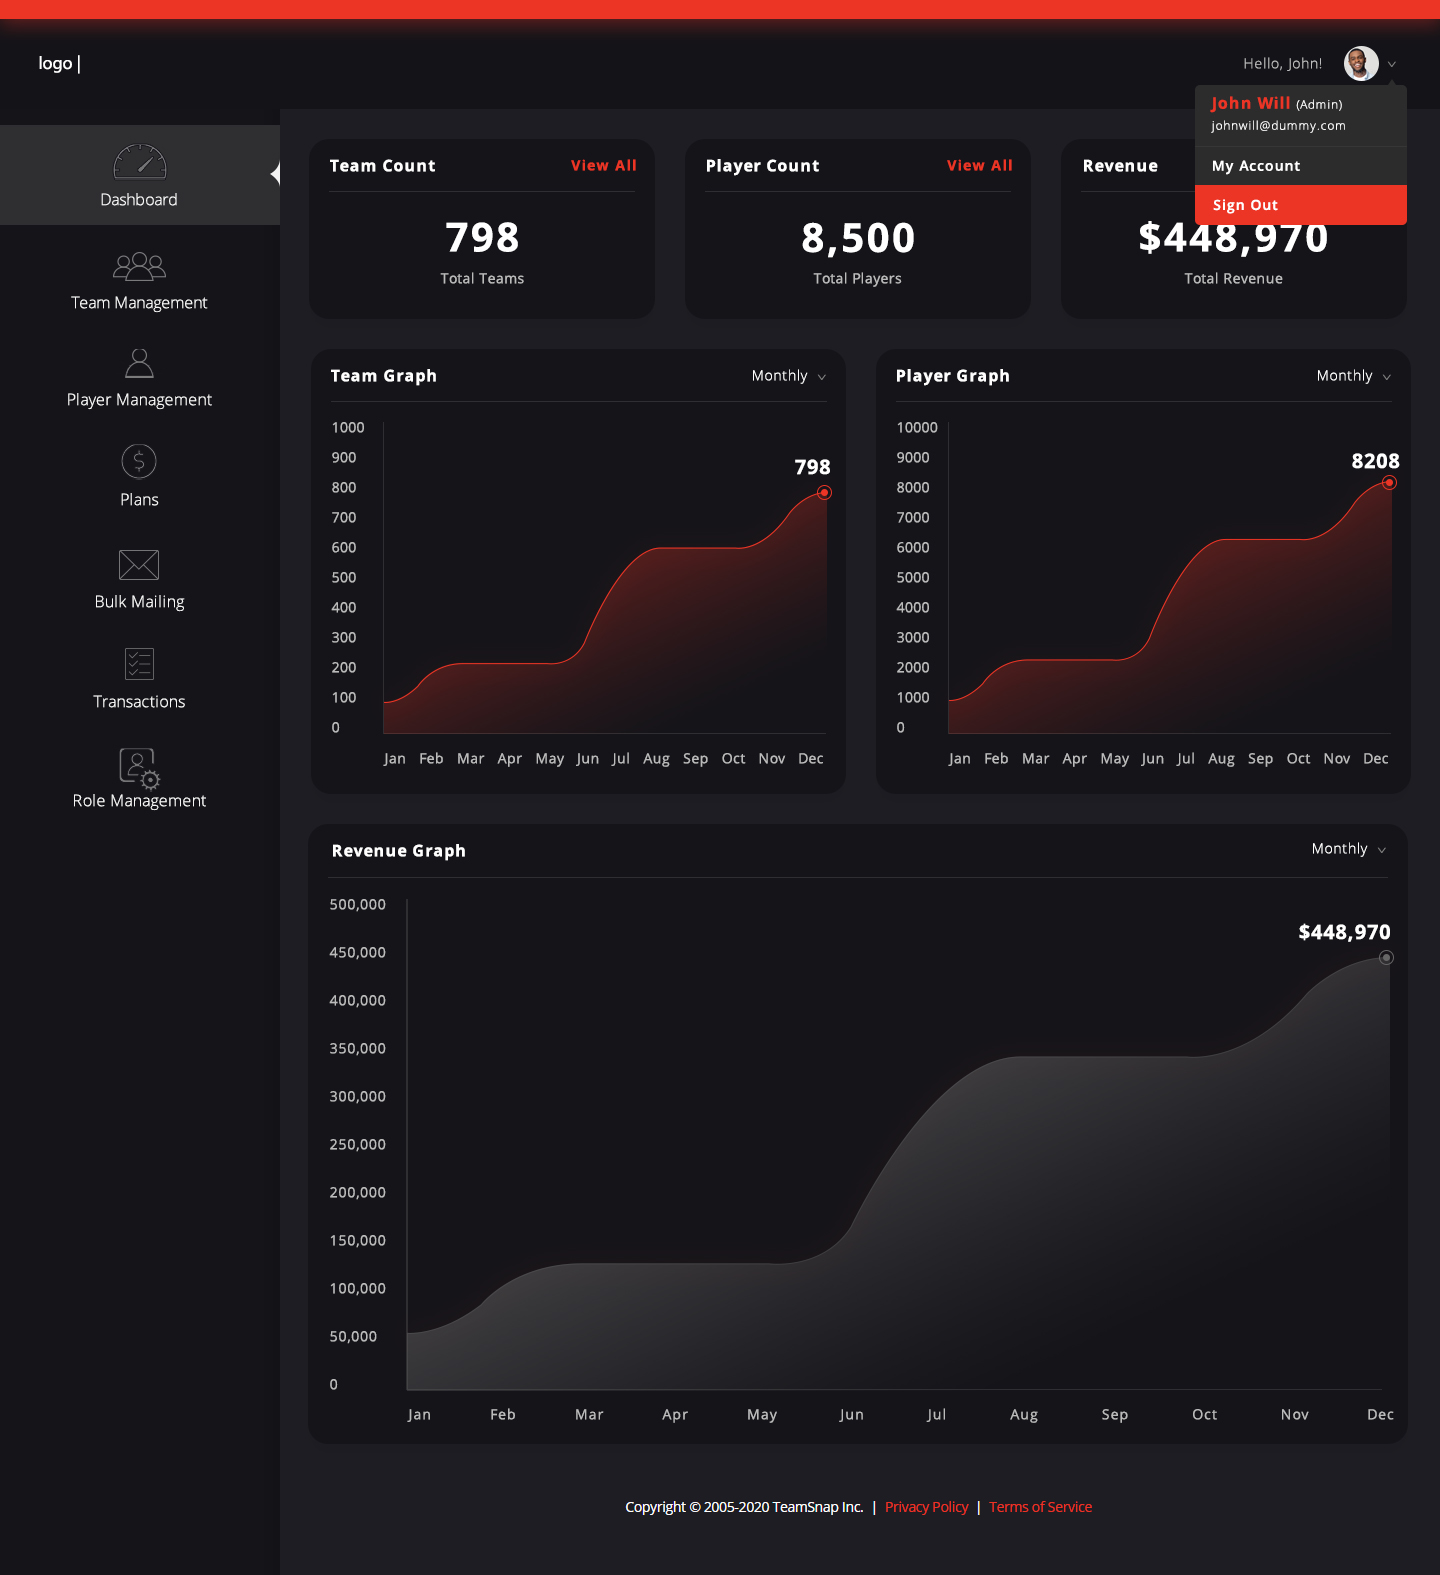 logo |
Hello, John!
John Will (Admin)
johnwill@dummy.com
My Account
Sign Out
Dashboard
Team Management
Player Management
Plans
Bulk Mailing
Transactions
Role Management
Team Count View All
798
Total Teams
Player Count View All
8,500
Total Players
Revenue
$448,970
Total Revenue
Team Graph Monthly
1000
900
800
700
600
500
400
300
200
100
0
798
Jan Feb Mar Apr May Jun Jul Aug Sep Oct Nov Dec
Player Graph Monthly
10000
9000
8000
7000
6000
5000
4000
3000
2000
1000
0
8208
Jan Feb Mar Apr May Jun Jul Aug Sep Oct Nov Dec
Revenue Graph Monthly
500,000
450,000
400,000
350,000
300,000
250,000
200,000
150,000
100,000
50,000
0
$448,970
Jan Feb Mar Apr May Jun Jul Aug Sep Oct Nov Dec
Copyright © 2005-2020 TeamSnap Inc. | Privacy Policy | Terms of Service